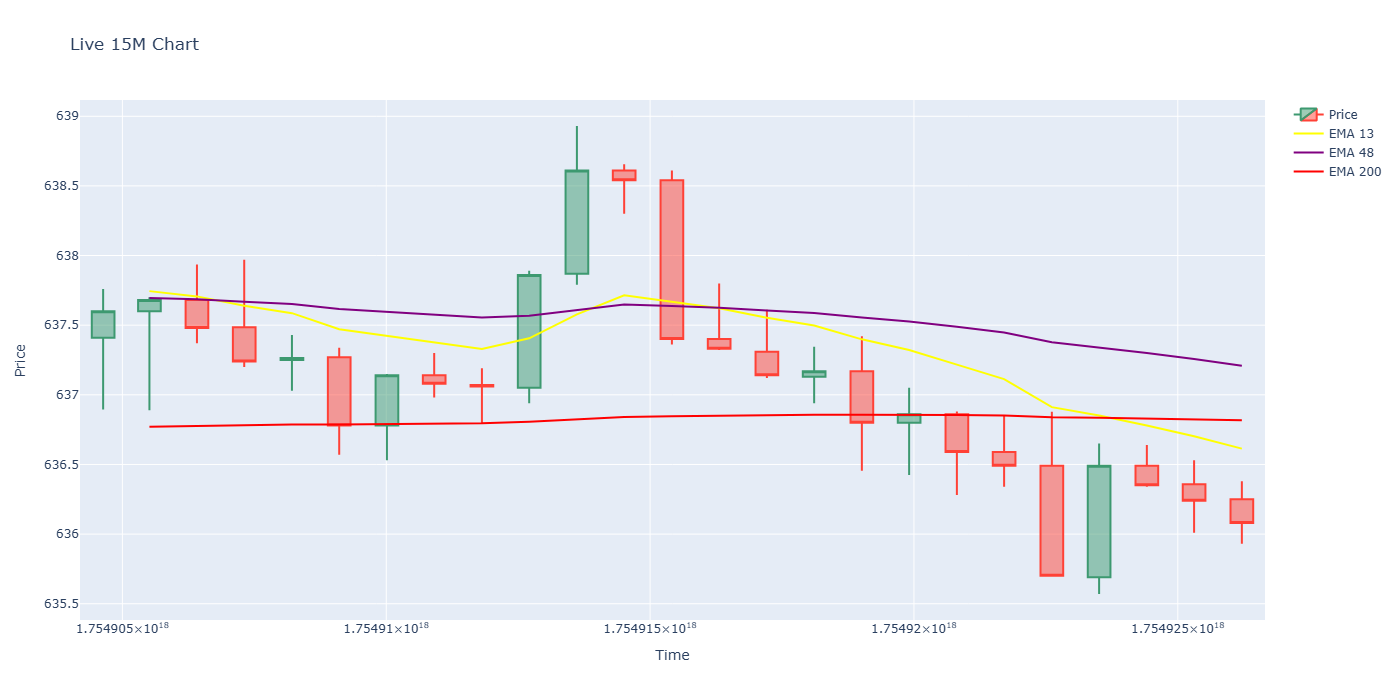 Live 15M Chart
Price
EMA 13
EMA 48
EMA 200
639
638.5
638
637.5
637
636.5
636
635.5
Price
1.754905×10¹⁸
1.75491×10¹⁸
1.754915×10¹⁸
1.75492×10¹⁸
1.754925×10¹⁸
Time